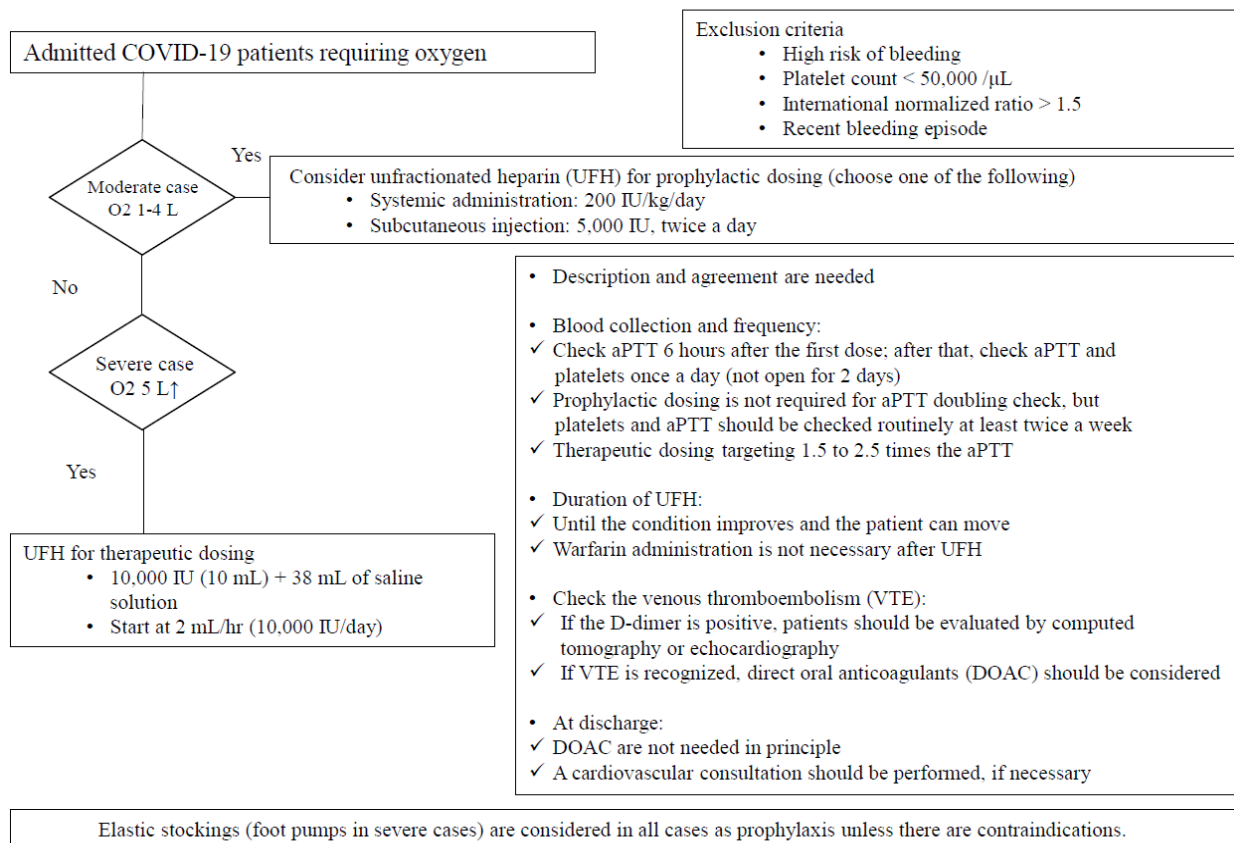 Admitted COVID-19 patients requiring oxygen
Exclusion criteria
• High risk of bleeding
• Platelet count < 50,000 /μL
• International normalized ratio > 1.5
• Recent bleeding episode
Moderate case
O2 1-4 L
Yes
Consider unfractionated heparin (UFH) for prophylactic dosing (choose one of the following)
• Systemic administration: 200 IU/kg/day
• Subcutaneous injection: 5,000 IU, twice a day
No
Severe case
O2 5 L↑
Yes
UFH for therapeutic dosing
• 10,000 IU (10 mL) + 38 mL of saline
solution
• Start at 2 mL/hr (10,000 IU/day)
• Description and agreement are needed
• Blood collection and frequency:
✓ Check aPTT 6 hours after the first dose; after that, check aPTT and
platelets once a day (not open for 2 days)
✓ Prophylactic dosing is not required for aPTT doubling check, but
platelets and aPTT should be checked routinely at least twice a week
✓ Therapeutic dosing targeting 1.5 to 2.5 times the aPTT
• Duration of UFH:
✓ Until the condition improves and the patient can move
✓ Warfarin administration is not necessary after UFH
• Check the venous thromboembolism (VTE):
✓ If the D-dimer is positive, patients should be evaluated by computed
tomography or echocardiography
✓ If VTE is recognized, direct oral anticoagulants (DOAC) should be considered
• At discharge:
✓ DOAC are not needed in principle
✓ A cardiovascular consultation should be performed, if necessary
Elastic stockings (foot pumps in severe cases) are considered in all cases as prophylaxis unless there are contraindications.